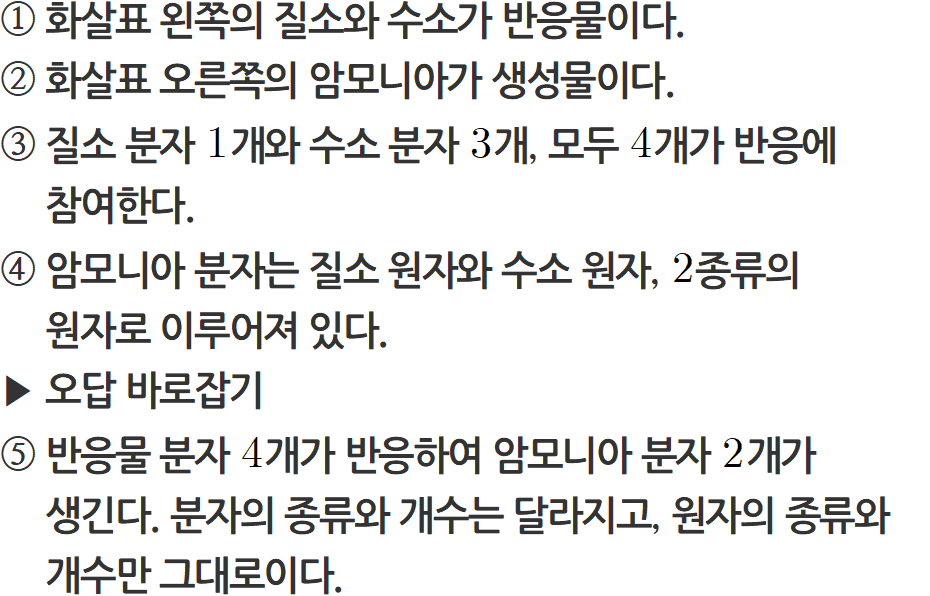 ① 화살표 왼쪽의 질소와 수소가 반응물이다.
② 화살표 오른쪽의 암모니아가 생성물이다.
③ 질소 분자 1개와 수소 분자 3개, 모두 4개가 반응에
참여한다.
④ 암모니아 분자는 질소 원자와 수소 원자, 2종류의
원자로 이루어져 있다.
▶ 오답 바로잡기
⑤ 반응물 분자 4개가 반응하여 암모니아 분자 2개가
생긴다. 분자의 종류와 개수는 달라지고, 원자의 종류와
개수만 그대로이다.